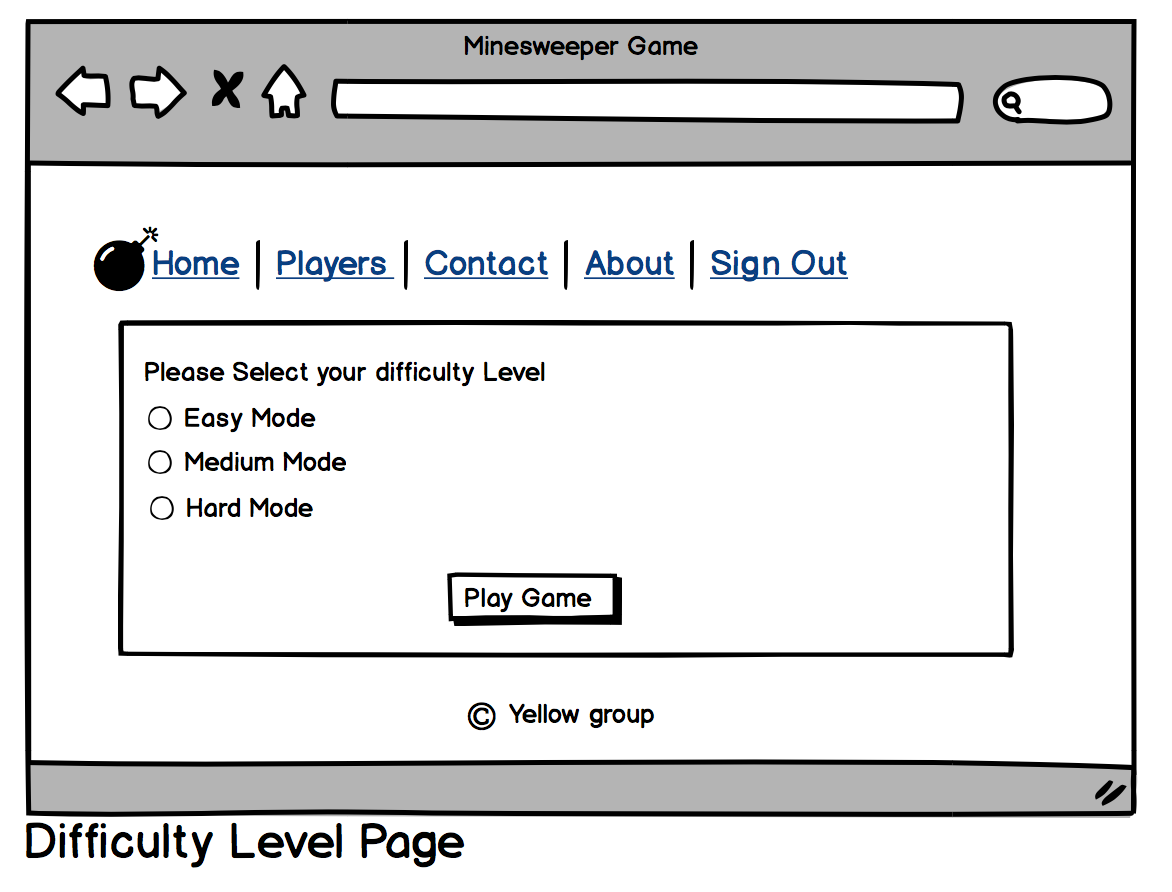 Minesweeper Game
Home Players Contact About Sign Out
Please Select your difficulty Level
Easy Mode
Medium Mode
Hard Mode
Play Game
© Yellow group
Difficulty Level Page